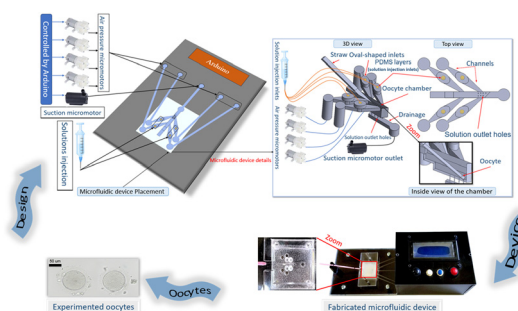 Controlled by Arduino
Air pressure micromotors
Suction micromotor
Solutions injection
Arduino
Microfluidic device Placement
Microfluidic device details
Solution injection inlets
Air pressure micromotors
3D view
Top view
Straw
Oval-shaped inlets
PDMS layers
(solution injection inlets)
Channels
Oocyte chamber
Drainage
Zoom
Solution outlet holes
Solution outlet holes
Suction micromotor outlet
Oocyte
Inside view of the chamber
Design
Device
Oocytes
50 μm
Experimented oocytes
Zoom
Fabricated microfluidic device